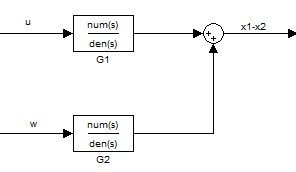 u
num(s)
den(s)
G1
+
+
x1-x2
w
num(s)
den(s)
G2